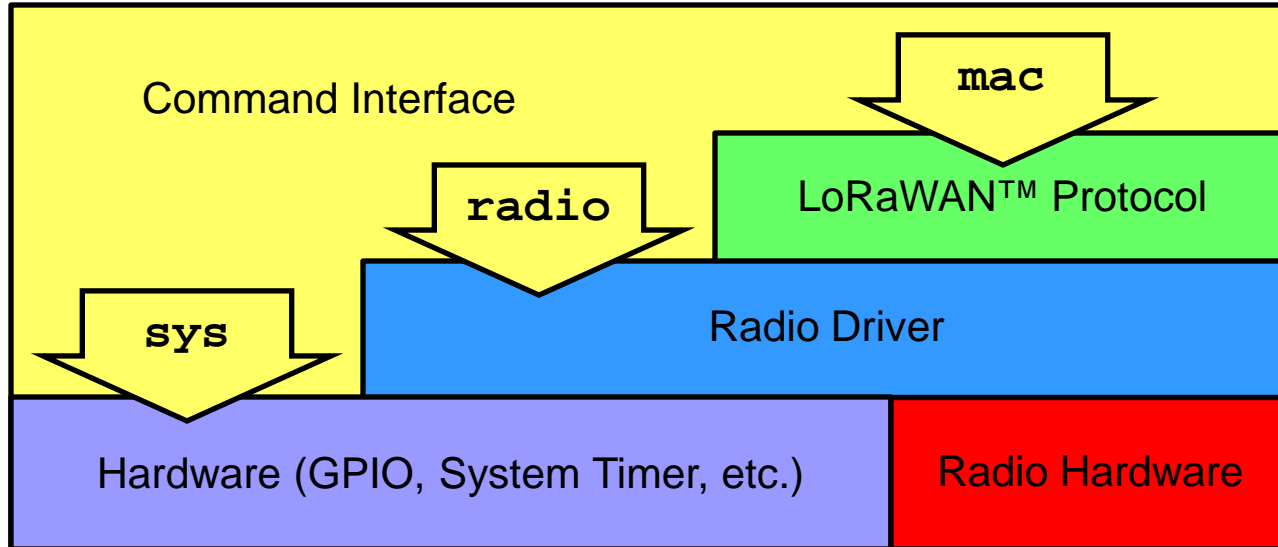 Command Interface
mac
LoRaWAN™ Protocol
radio
Radio Driver
sys
Hardware (GPIO, System Timer, etc.)
Radio Hardware